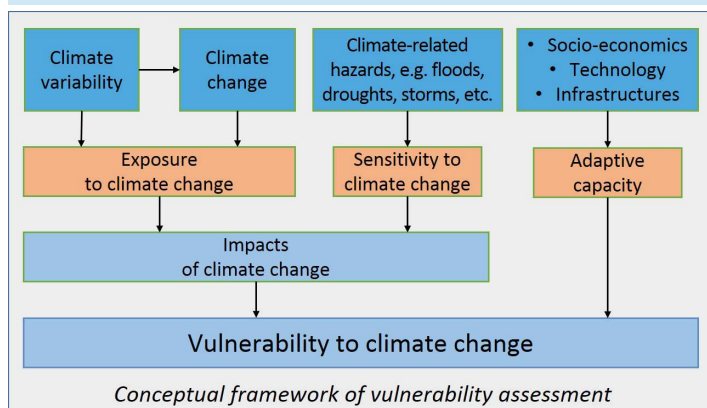 Climate
variability
Climate
change
Climate-related
hazards, e.g. floods,
droughts, storms, etc.
• Socio-economics
• Technology
• Infrastructures
Exposure
to climate change
Sensitivity to
climate change
Adaptive
capacity
Impacts
of climate change
Vulnerability to climate change
Conceptual framework of vulnerability assessment